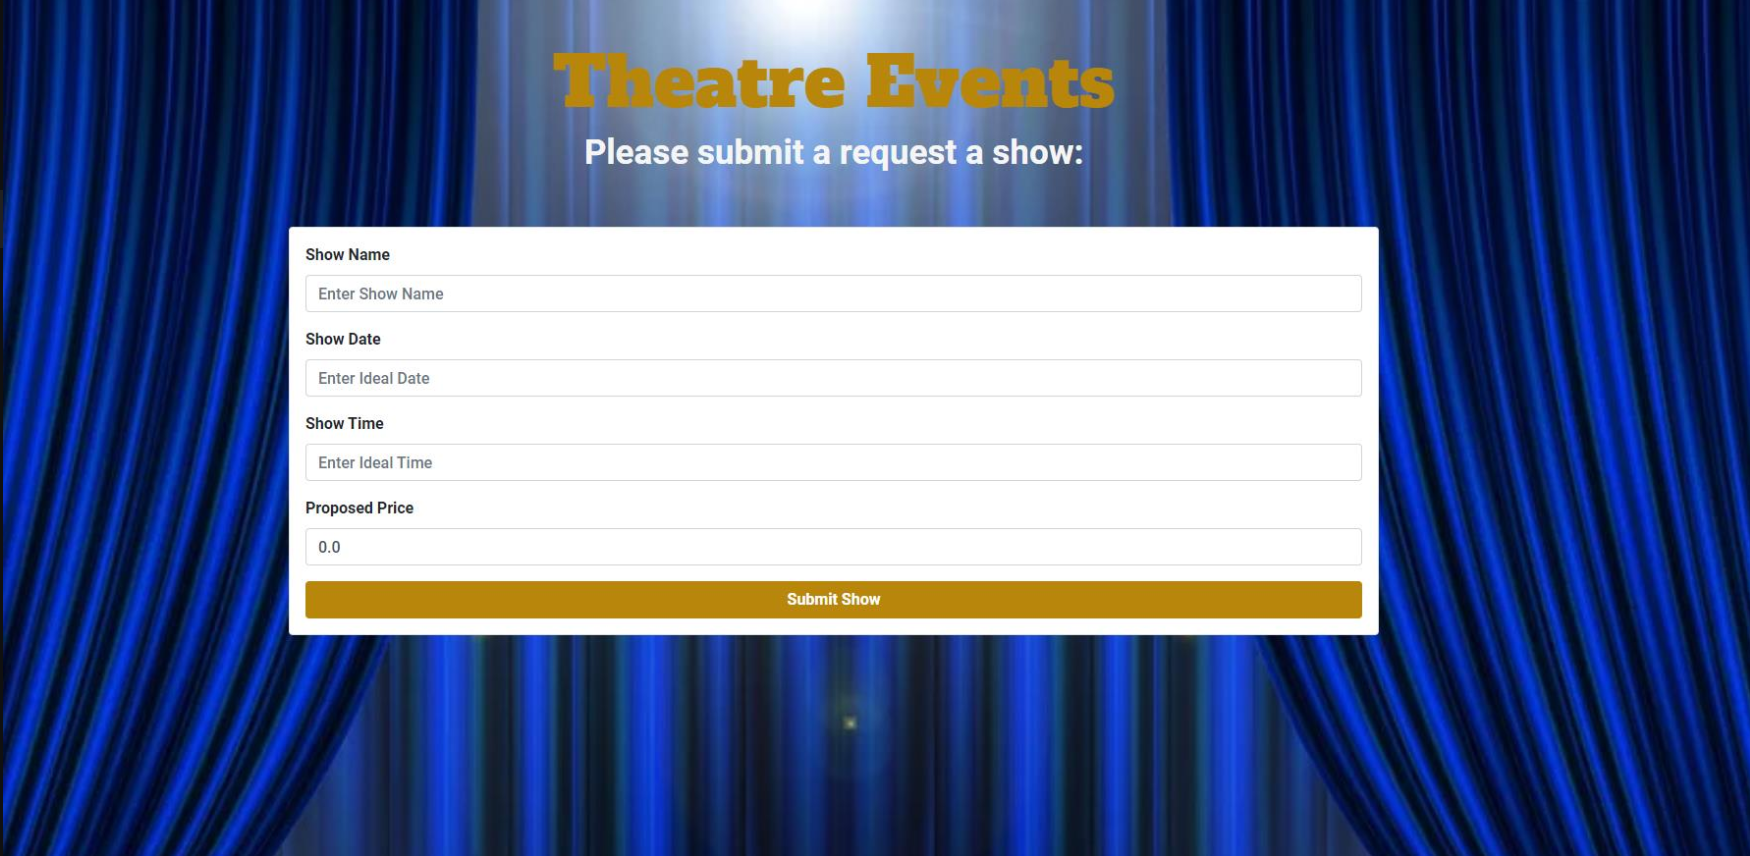 Theatre Events
Please submit a request a show:
Show Name
Enter Show Name
Show Date
Enter Ideal Date
Show Time
Enter Ideal Time
Proposed Price
0.0
Submit Show